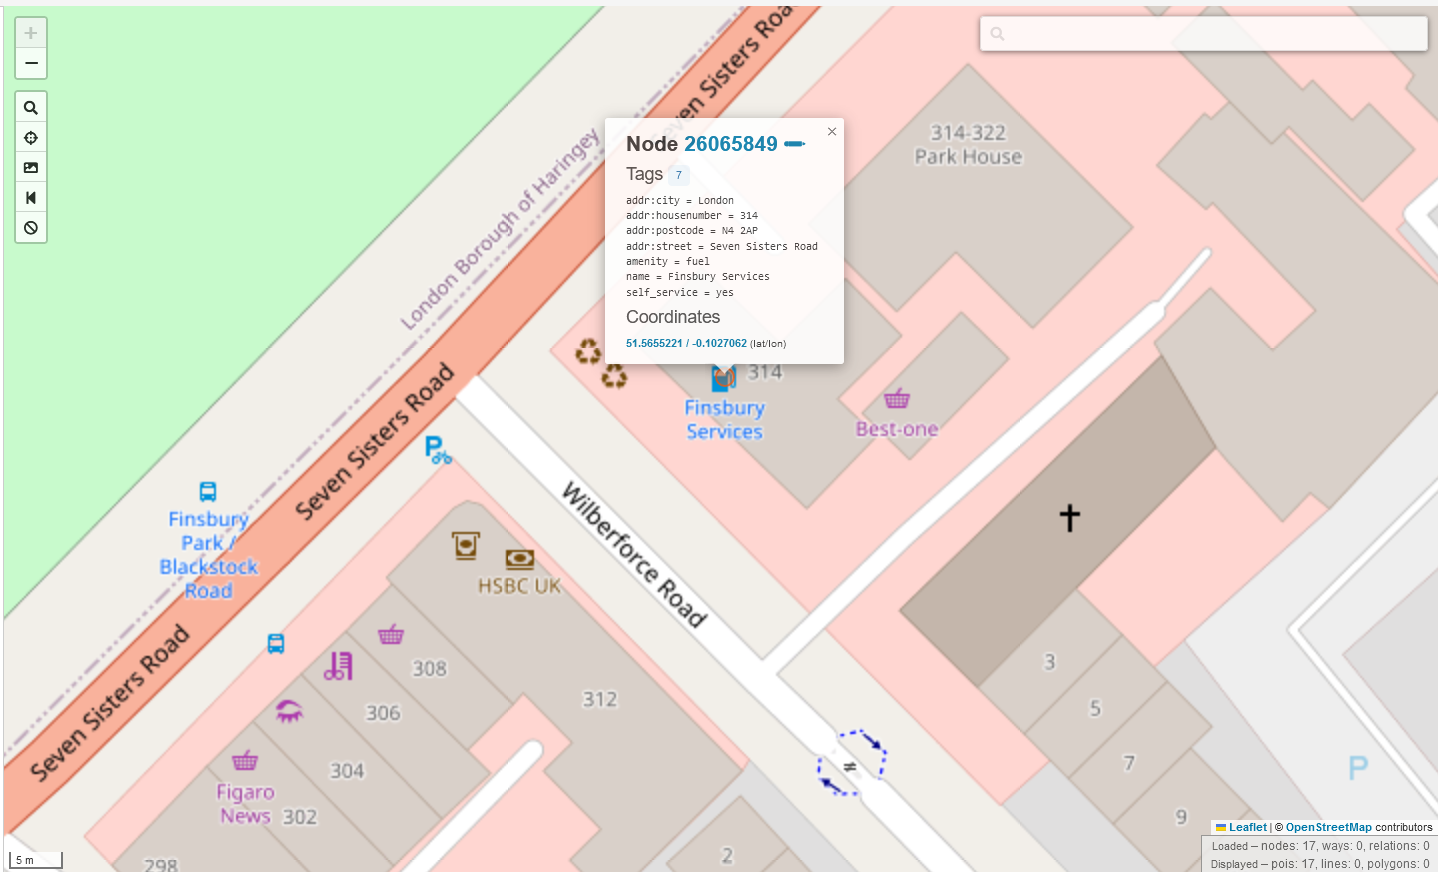 Seven Sisters Road
314-322
Park House
London Borough of Haringey
Node 26065849
Tags 7
addr:city = London
addr:housenumber = 314
addr:postcode = N4 2AP
addr:street = Seven Sisters Road
amenity = fuel
name = Finsbury Services
self_service = yes
Coordinates
51.5655221 / -0.1027062 (lat/lon)
×
314
Finsbury
Services
Best-one
Seven Sisters Road
P
Wilberforce Road
Finsbury
Park /
Blackstock
Road
HSBC UK
308
306
304
302
298
312
Figaro
News
Seven Sisters Road
3
5
7
9
2
P
≠
+
−
5 m
Leaflet | © OpenStreetMap contributors
Loaded – nodes: 17, ways: 0, relations: 0
Displayed – pois: 17, lines: 0, polygons: 0